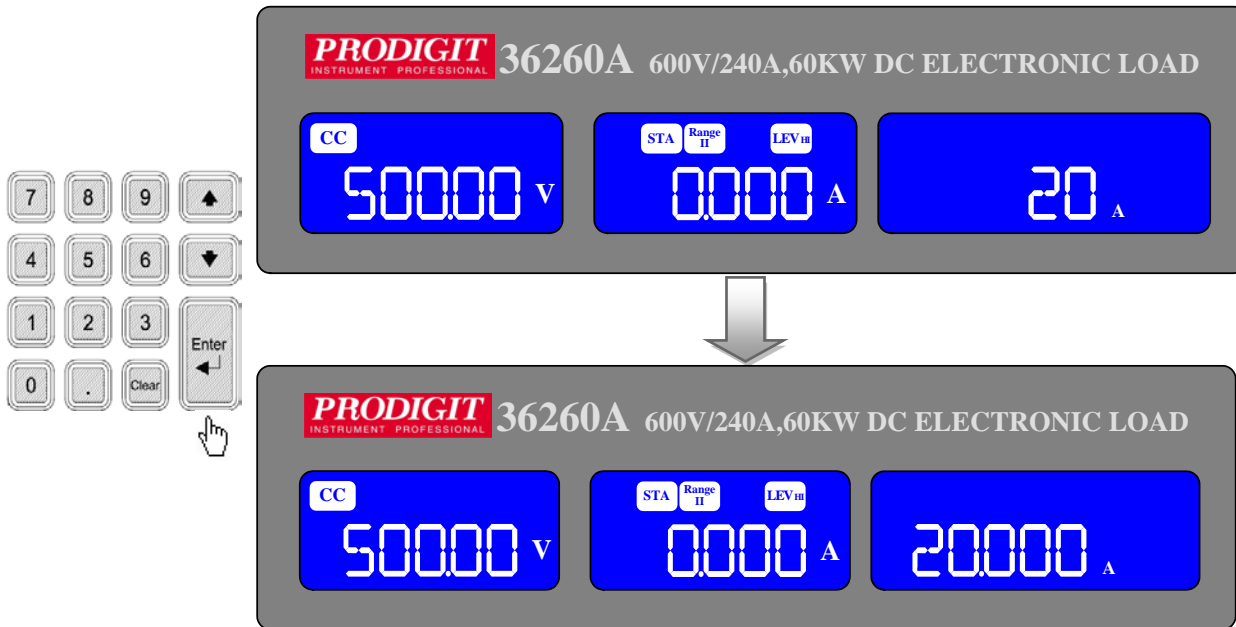 PRODIGIT
INSTRUMENT PROFESSIONAL
36260A 600V/240A,60KW DC ELECTRONIC LOAD
CC
500.00 V
STA Range II LEV HI
0.000 A
20 A
7 8 9
4 5 6
1 2 3
Enter
0 . Clear
PRODIGIT
INSTRUMENT PROFESSIONAL
36260A 600V/240A,60KW DC ELECTRONIC LOAD
CC
500.00 V
STA Range II LEV HI
0.000 A
20.000 A